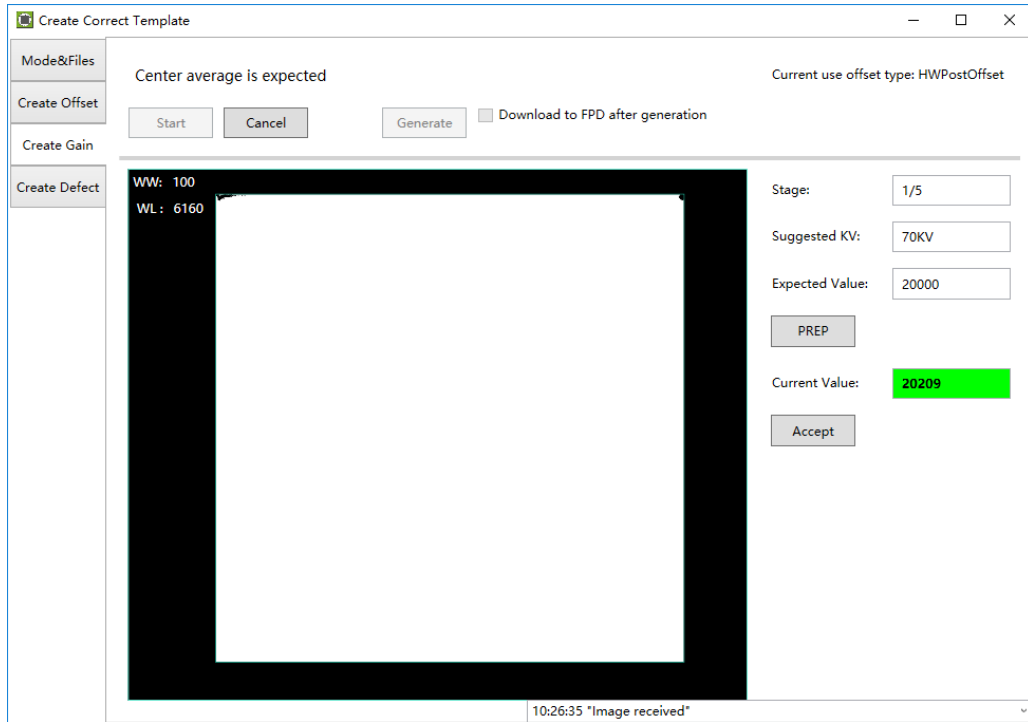 Create Correct Template
Mode&Files
Create Offset
Create Gain
Create Defect
Center average is expected
Current use offset type: HWPostOffset
Start
Cancel
Generate
Download to FPD after generation
WW: 100
WL: 6160
Stage:
1/5
Suggested KV:
70KV
Expected Value:
20000
PREP
Current Value:
20209
Accept
10:26:35 "Image received"